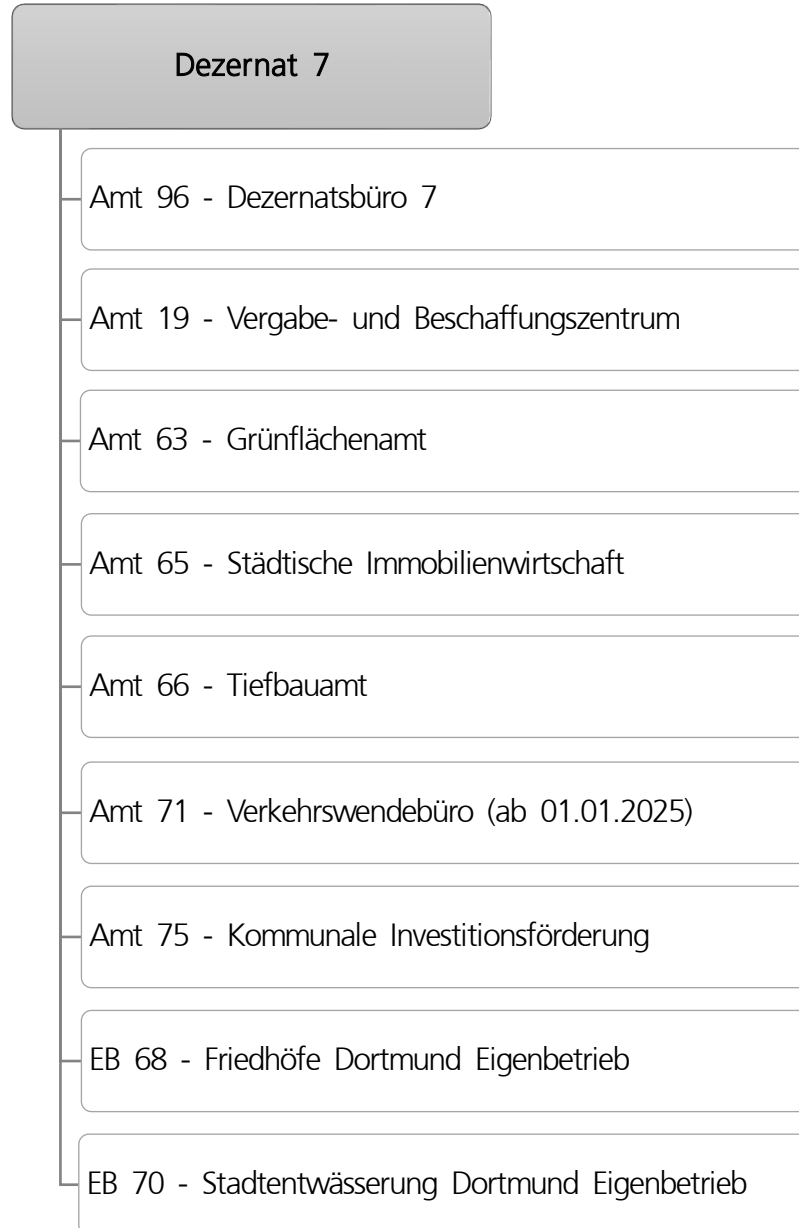 Dezernat 7
Amt 96 - Dezernatsbüro 7
Amt 19 - Vergabe- und Beschaffungszentrum
Amt 63 - Grünflächenamt
Amt 65 - Städtische Immobilienwirtschaft
Amt 66 - Tiefbauamt
Amt 71 - Verkehrswendebüro (ab 01.01.2025)
Amt 75 - Kommunale Investitionsförderung
EB 68 - Friedhöfe Dortmund Eigenbetrieb
EB 70 - Stadtentwässerung Dortmund Eigenbetrieb